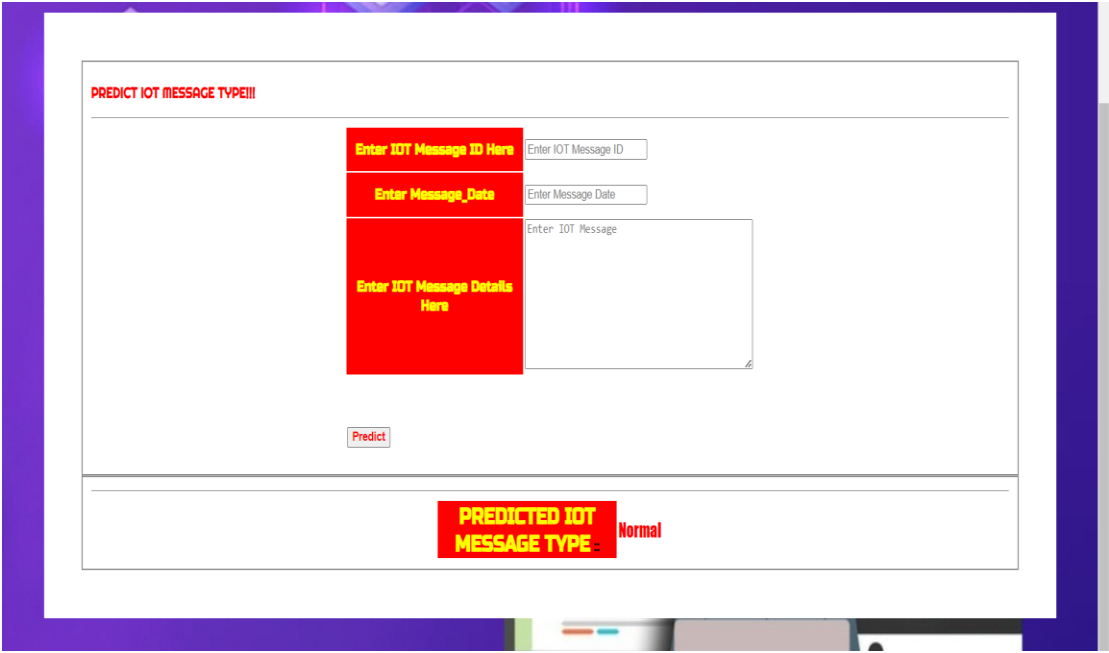 PREDICT IOT MESSAGE TYPE!!!
Enter IOT Message ID Here
Enter IOT Message ID
Enter Message_Date
Enter Message Date
Enter IOT Message
Enter IOT Message Details
Here
Predict
PREDICTED IOT
MESSAGE TYPE ::
Normal